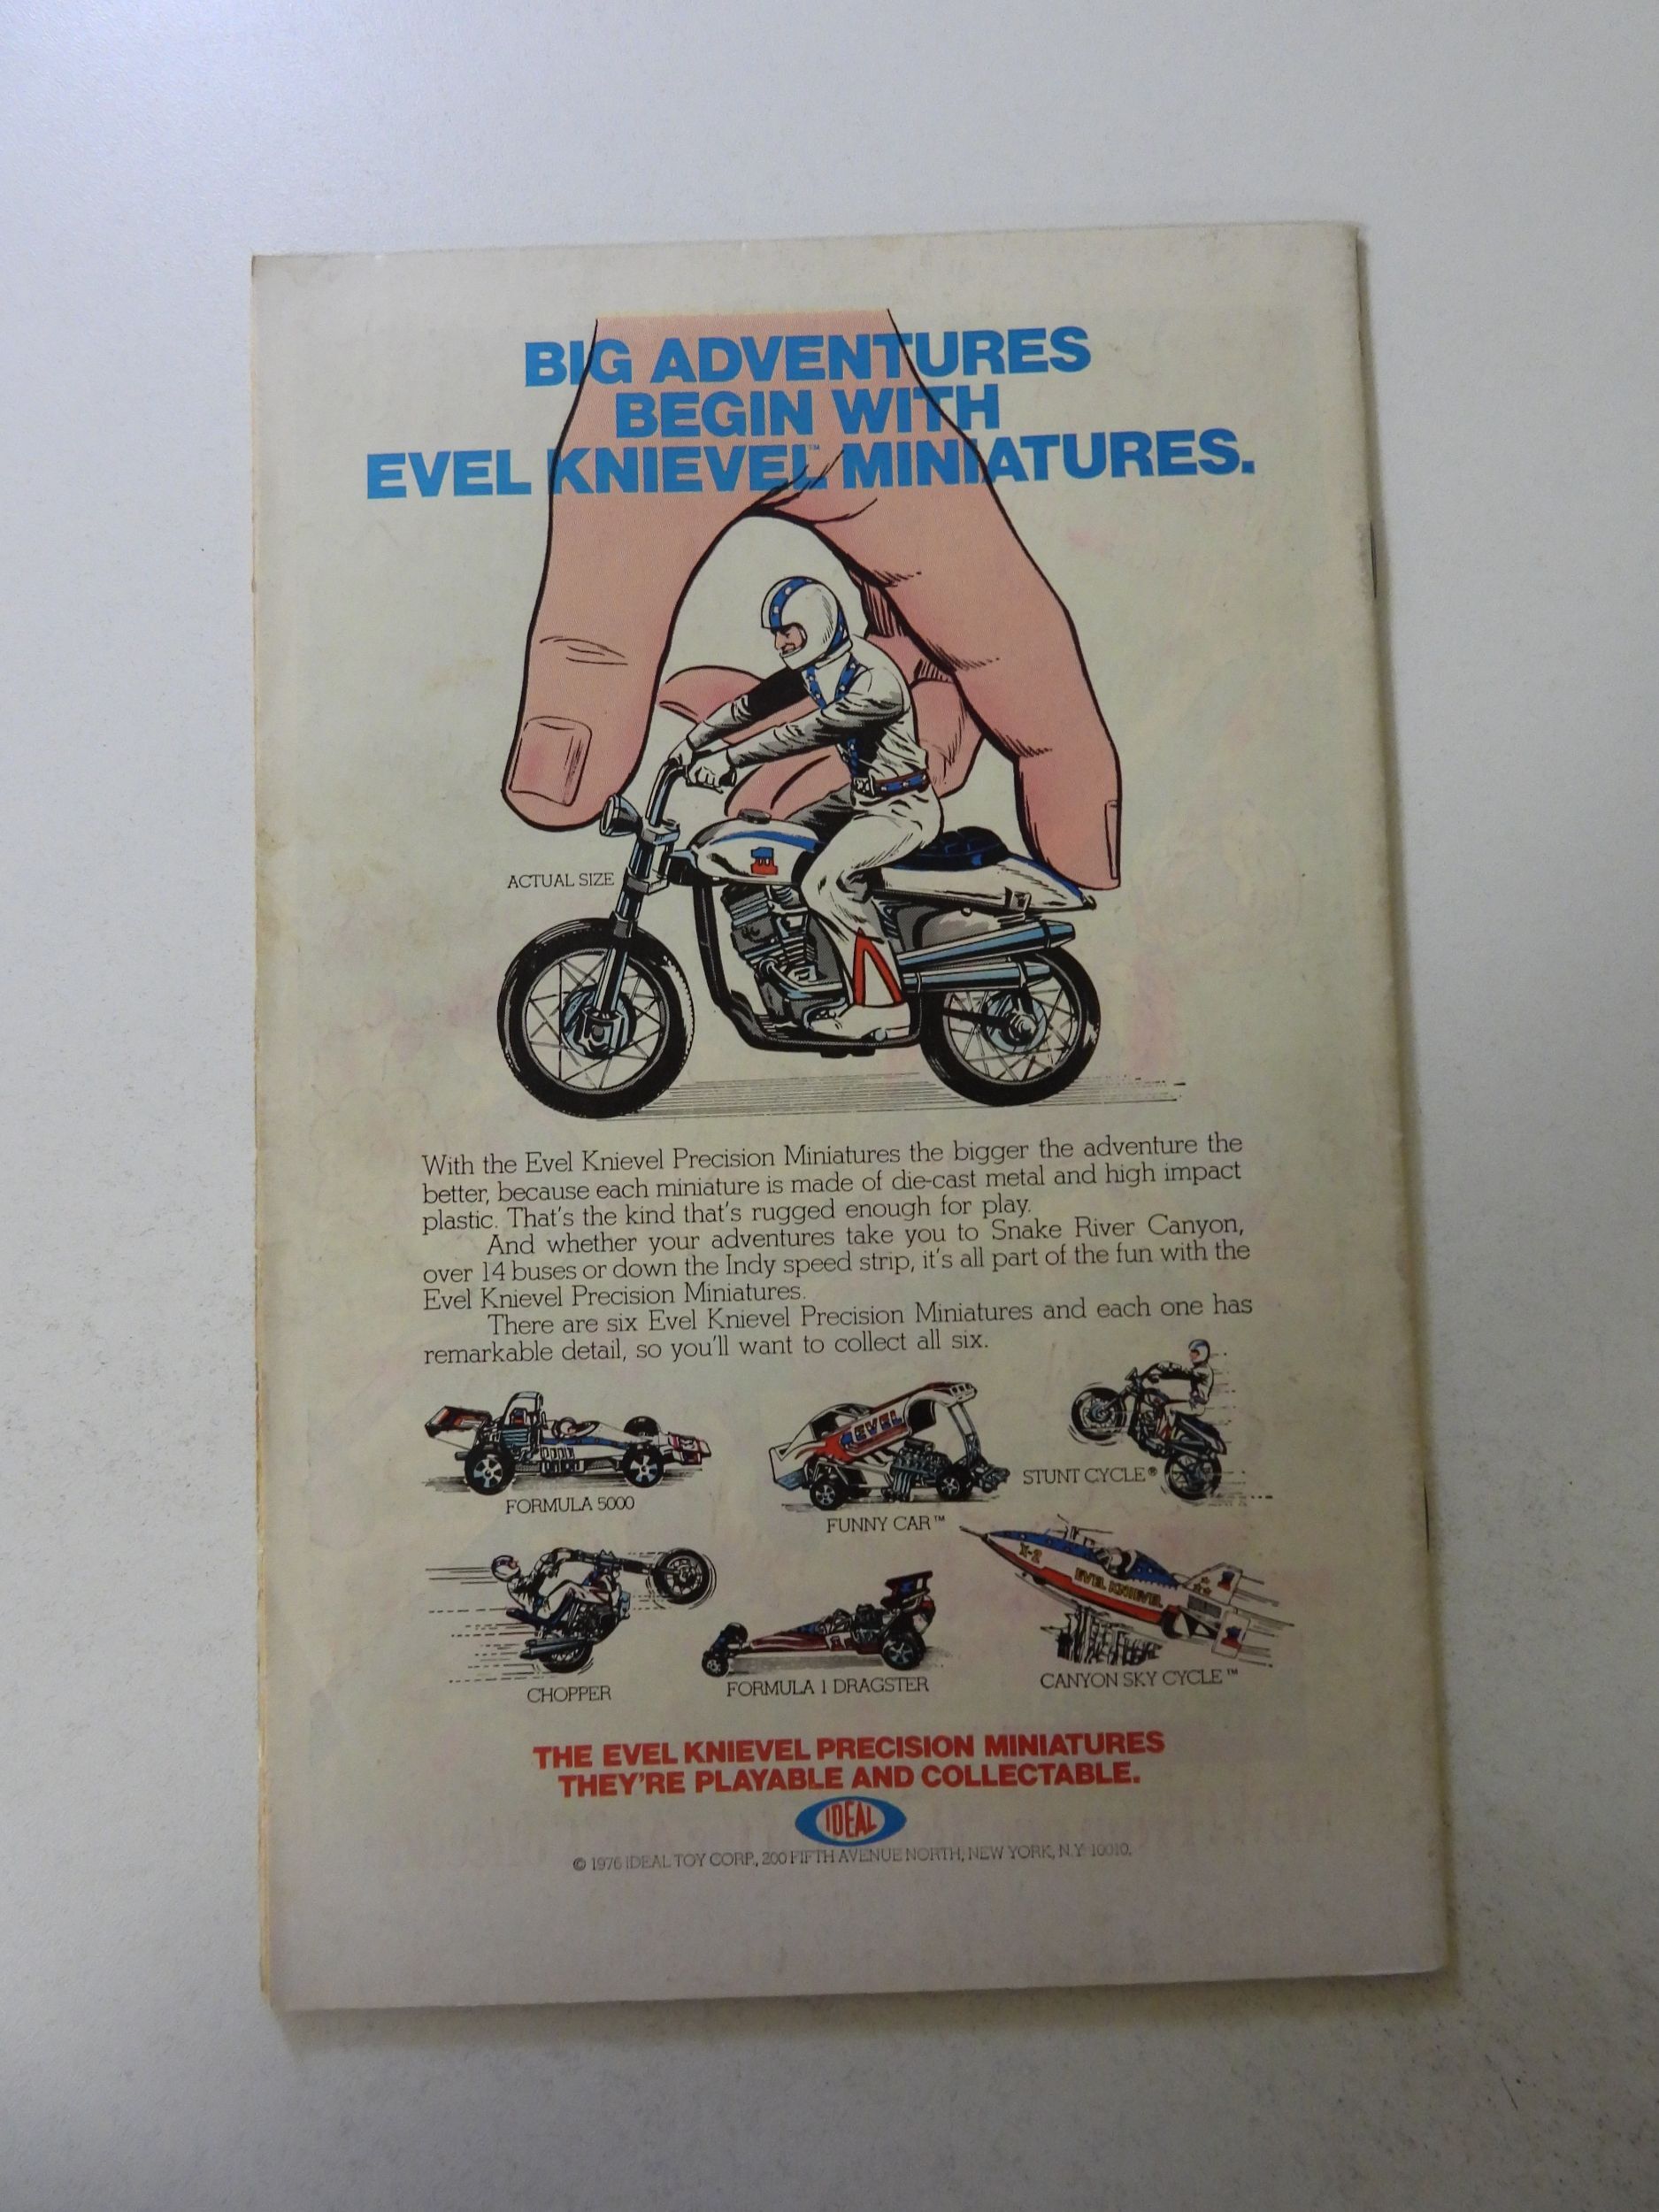 BIG ADVENTURES
BEGIN WITH
EVEL KNIEVEL™ MINIATURES.
ACTUAL SIZE
1
With the Evel Knievel Precision Miniatures the bigger the adventure the
better, because each miniature is made of die-cast metal and high impact
plastic. That's the kind that's rugged enough for play.
And whether your adventures take you to Snake River Canyon,
over 14 buses or down the Indy speed strip, it's all part of the fun with the
Evel Knievel Precision Miniatures.
There are six Evel Knievel Precision Miniatures and each one has
remarkable detail, so you'll want to collect all six.
EVEL
STUNT CYCLE®
FORMULA 5000
FUNNY CAR™
X-2
EVEL KNIEVEL
CHOPPER
FORMULA 1 DRAGSTER
CANYON SKY CYCLE™
THE EVEL KNIEVEL PRECISION MINIATURES
THEY'RE PLAYABLE AND COLLECTABLE.
IDEAL
© 1976 IDEAL TOY CORP., 200 FIFTH AVENUE NORTH, NEW YORK, N.Y. 10010.